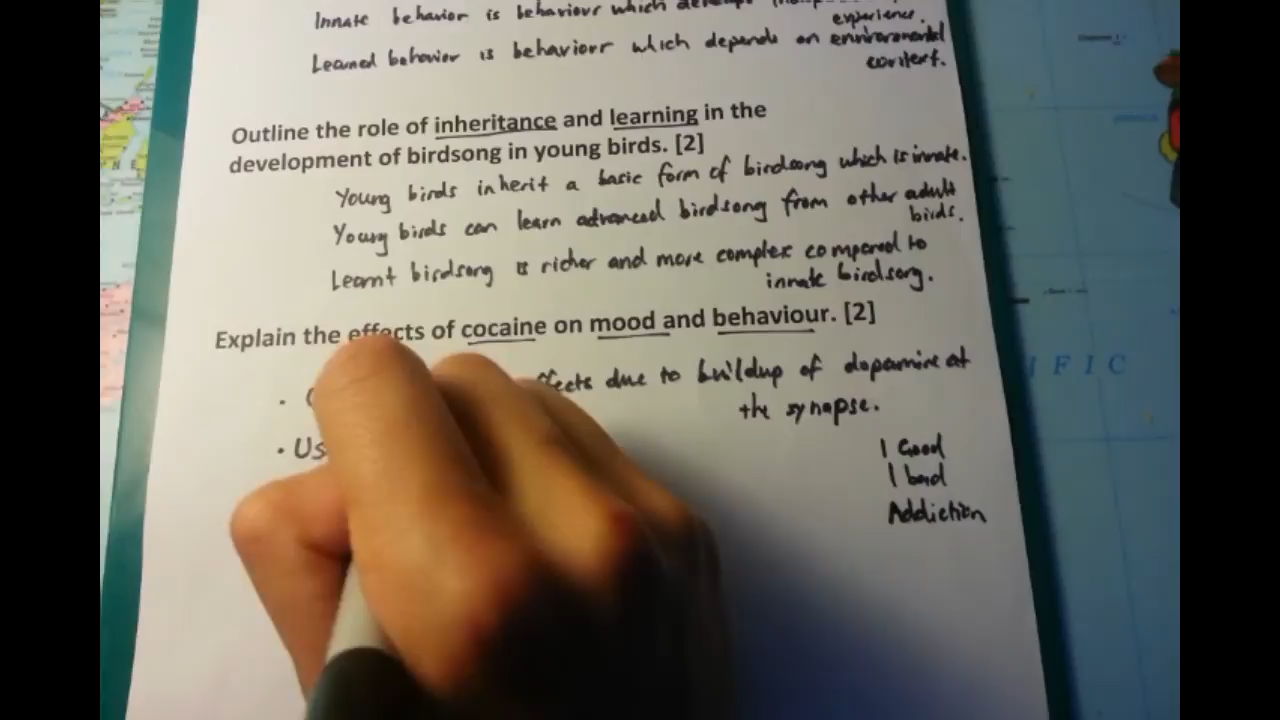 Innate behavior is behaviour which
experience.
Learned behavior is behaviorr which depends on environmental
context.
Outline the role of inheritance and learning in the
development of birdsong in young birds. [2]
Young birds inherit a basic form of birdsong which is innate.
Young birds can learn advanced birdsong from other adult
birds.
Learnt birdsong is richer and more complex compared to
innate birdsong.
Explain the effects of cocaine on mood and behaviour. [2]
due to buildup of dopamine at
the synapse.
• Us
1 Good
1 bad
Addiction
I F I C